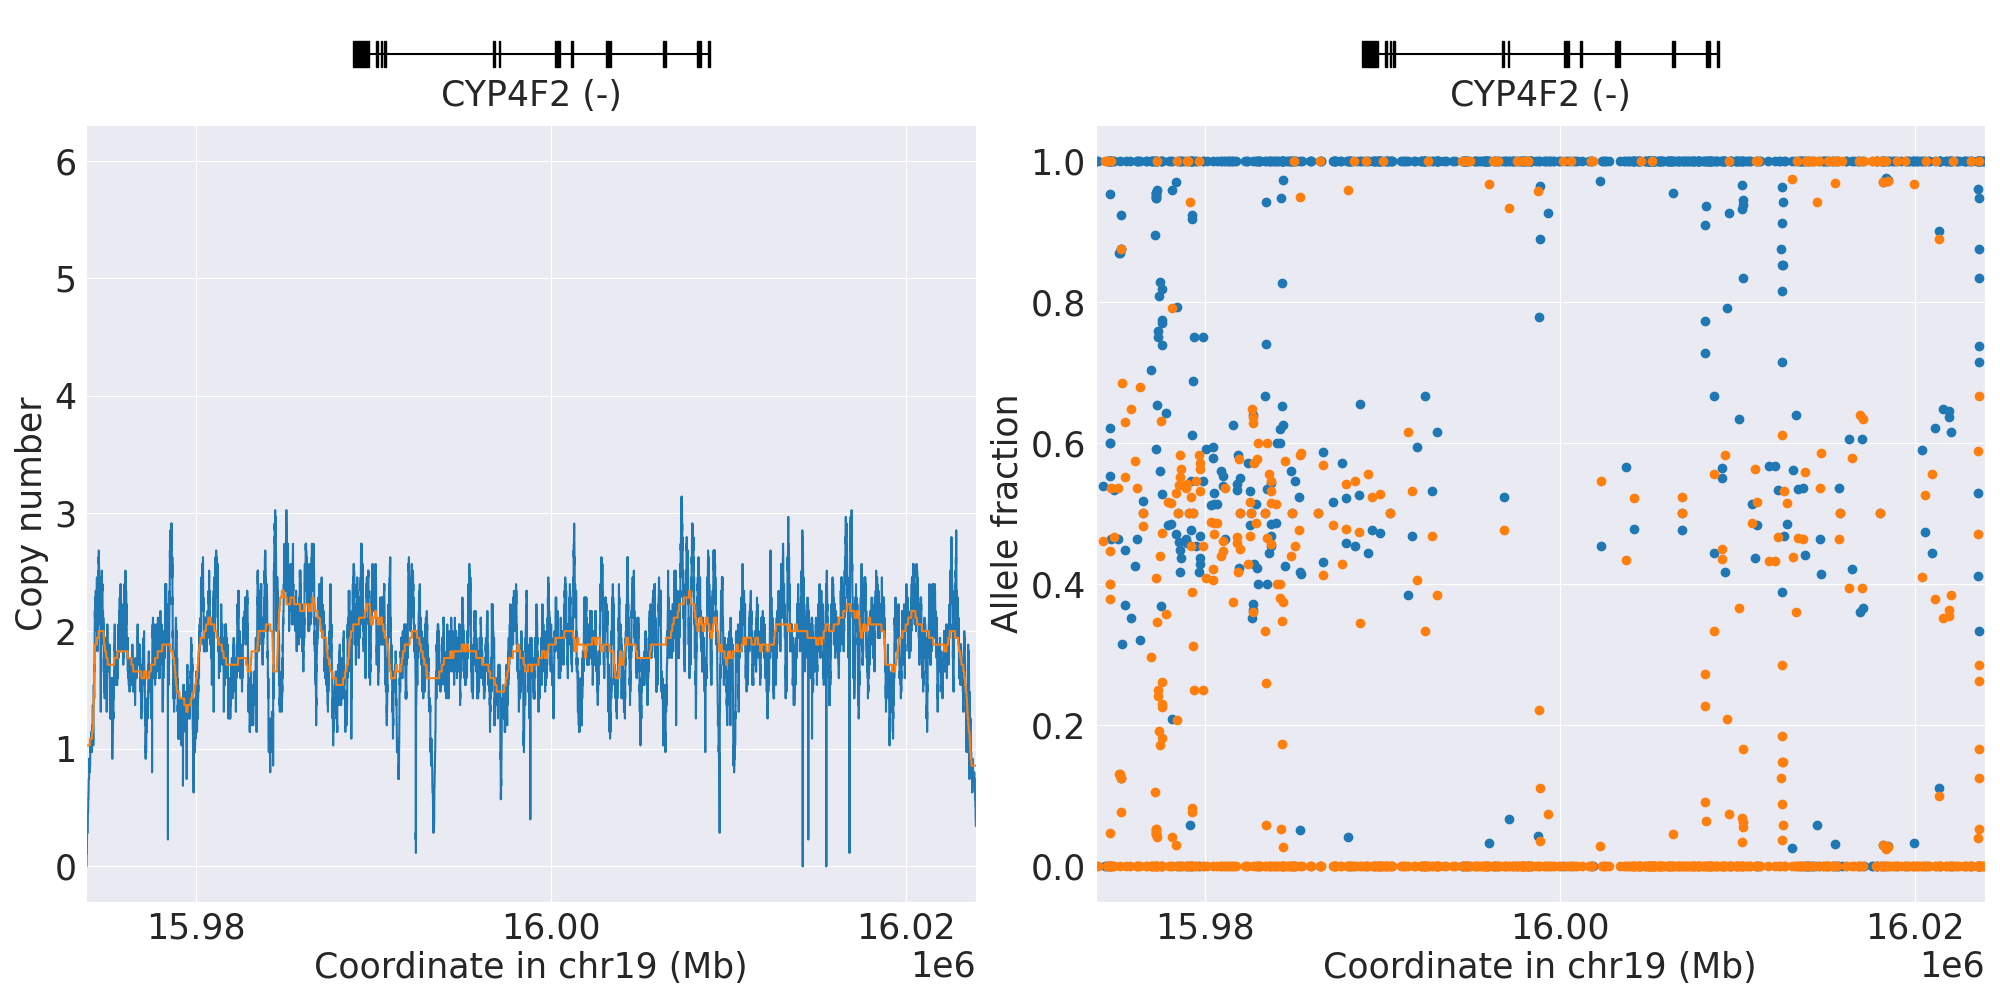 CYP4F2 (-)
6
5
4
3
2
1
0
Copy number
15.98
16.00
16.02
Coordinate in chr19 (Mb)
1e6
CYP4F2 (-)
1.0
0.8
0.6
0.4
0.2
0.0
Allele fraction
15.98
16.00
16.02
Coordinate in chr19 (Mb)
1e6